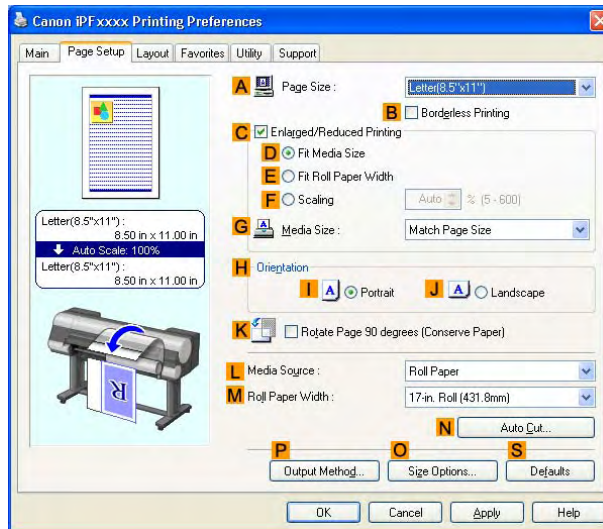 Canon iPFxxxx Printing Preferences
Main Page Setup Layout Favorites Utility Support
A Page Size : Letter(8.5"x11")
B Borderless Printing
C Enlarged/Reduced Printing
D Fit Media Size
E Fit Roll Paper Width
F Scaling Auto % (5 - 600)
G Media Size : Match Page Size
Letter(8.5"x11") :
8.50 in x 11.00 in
Auto Scale: 100%
Letter(8.5"x11") :
8.50 in x 11.00 in
H Orientation
I A Portrait J A Landscape
K Rotate Page 90 degrees (Conserve Paper)
R
L Media Source : Roll Paper
M Roll Paper Width : 17-in. Roll (431.8mm)
N Auto Cut...
P O S
Output Method... Size Options... Defaults
OK Cancel Apply Help